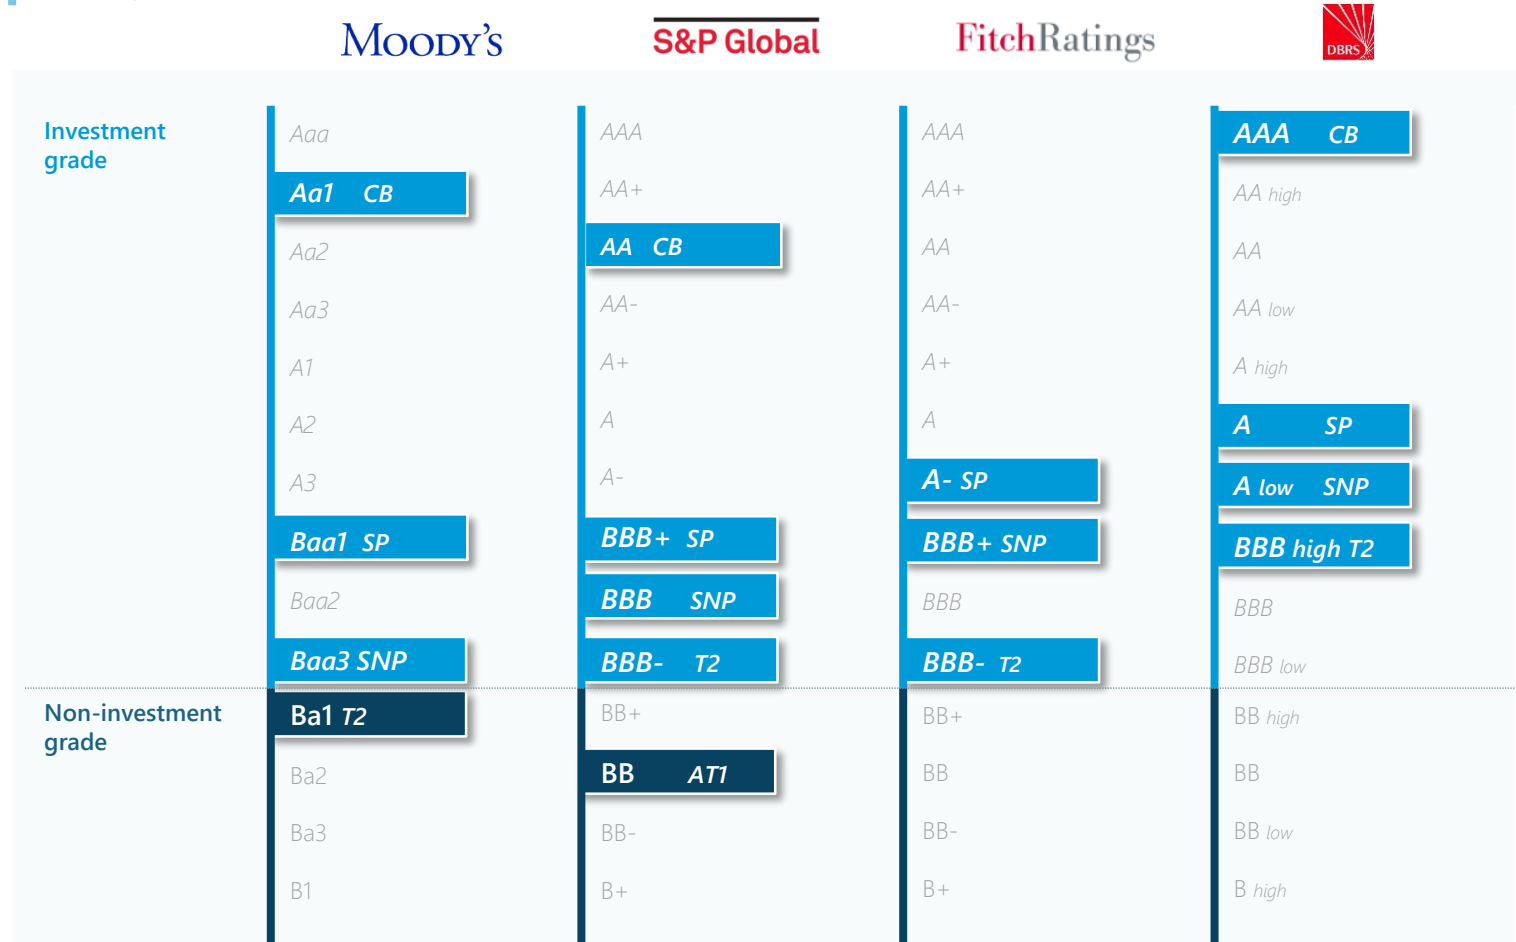 MOODY'S
S&P Global
FitchRatings
DBRS
Investment
grade
Aaa
Aa1 CB
Aa2
Aa3
A1
A2
A3
Baa1 SP
Baa2
Baa3 SNP
AAA
AA+
AA CB
AA-
A+
A
A-
BBB+ SP
BBB SNP
BBB- T2
AAA
AA+
AA
AA-
A+
A
A- SP
BBB+ SNP
BBB
BBB- T2
AAA CB
AA high
AA
AA low
A high
A SP
A low SNP
BBB high T2
BBB
BBB low
Non-investment
grade
Ba1 T2
Ba2
Ba3
B1
BB+
BB AT1
BB-
B+
BB+
BB
BB-
B+
BB high
BB
BB low
B high